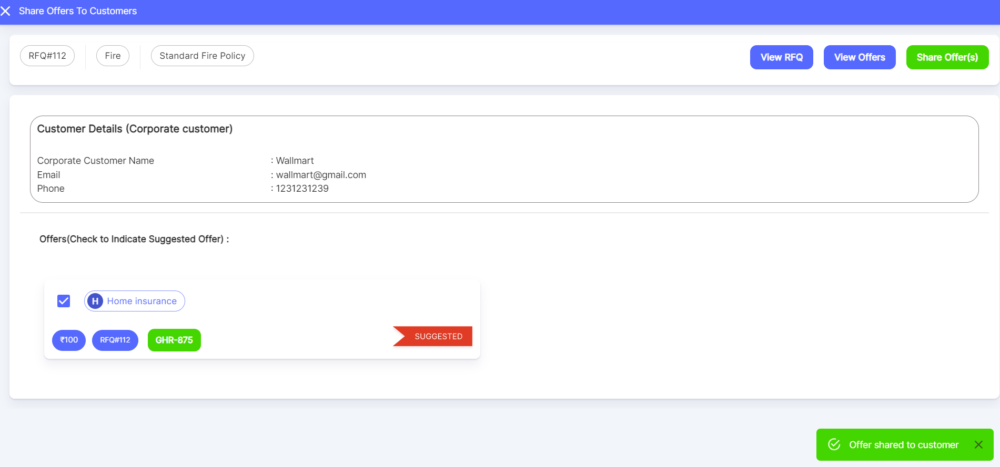 Share Offers To Customers
RFQ#112 Fire Standard Fire Policy View RFQ View Offers Share Offer(s)
Customer Details (Corporate customer)
Corporate Customer Name : Wallmart
Email : wallmart@gmail.com
Phone : 1231231239
Offers(Check to Indicate Suggested Offer) :
H Home insurance
₹100 RFQ#112 GHR-875 SUGGESTED
Offer shared to customer